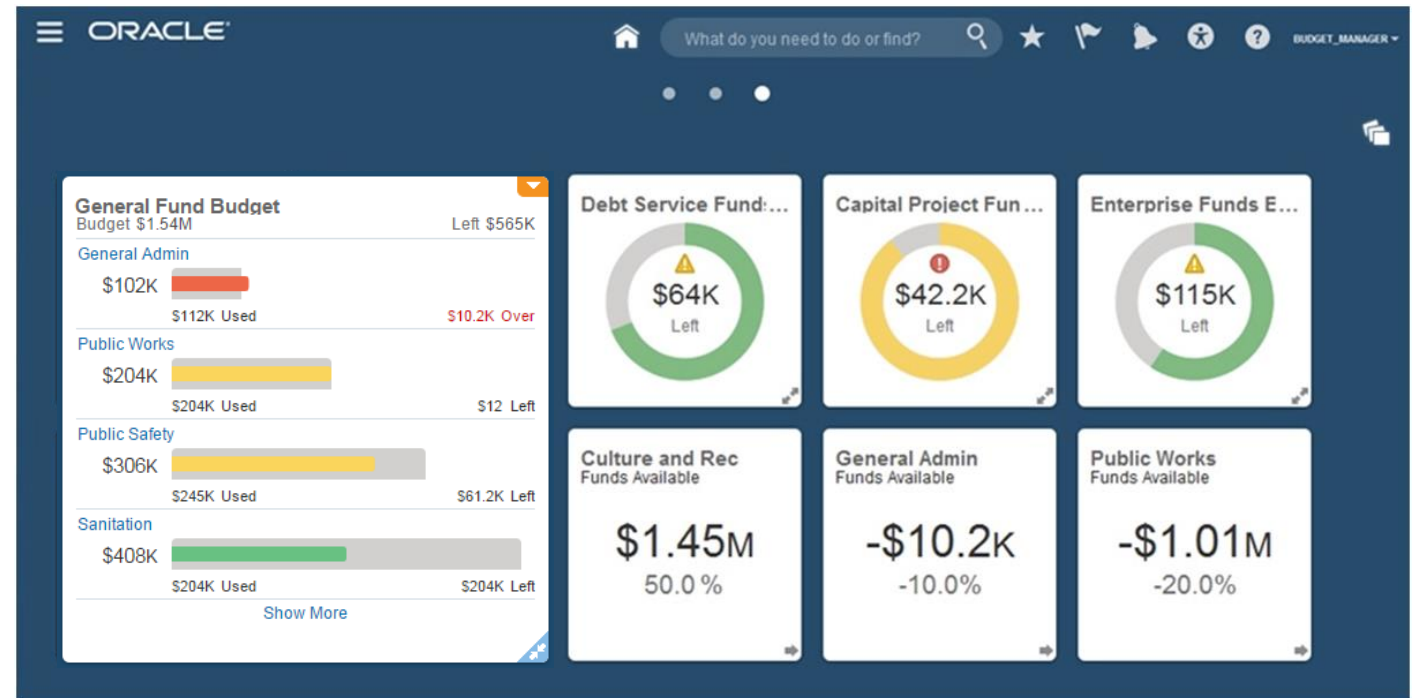 ORACLE
What do you need to do or find?
BUDGET_MANAGER
General Fund Budget
Budget $1.54M Left $565K
General Admin
$102K
$112K Used $10.2K Over
Public Works
$204K
$204K Used $12 Left
Public Safety
$306K
$245K Used $61.2K Left
Sanitation
$408K
$204K Used $204K Left
Show More
Debt Service Fund:...
$64K
Left
Capital Project Fun...
$42.2K
Left
Enterprise Funds E...
$115K
Left
Culture and Rec
Funds Available
$1.45M
50.0%
General Admin
Funds Available
-$10.2K
-10.0%
Public Works
Funds Available
-$1.01M
-20.0%